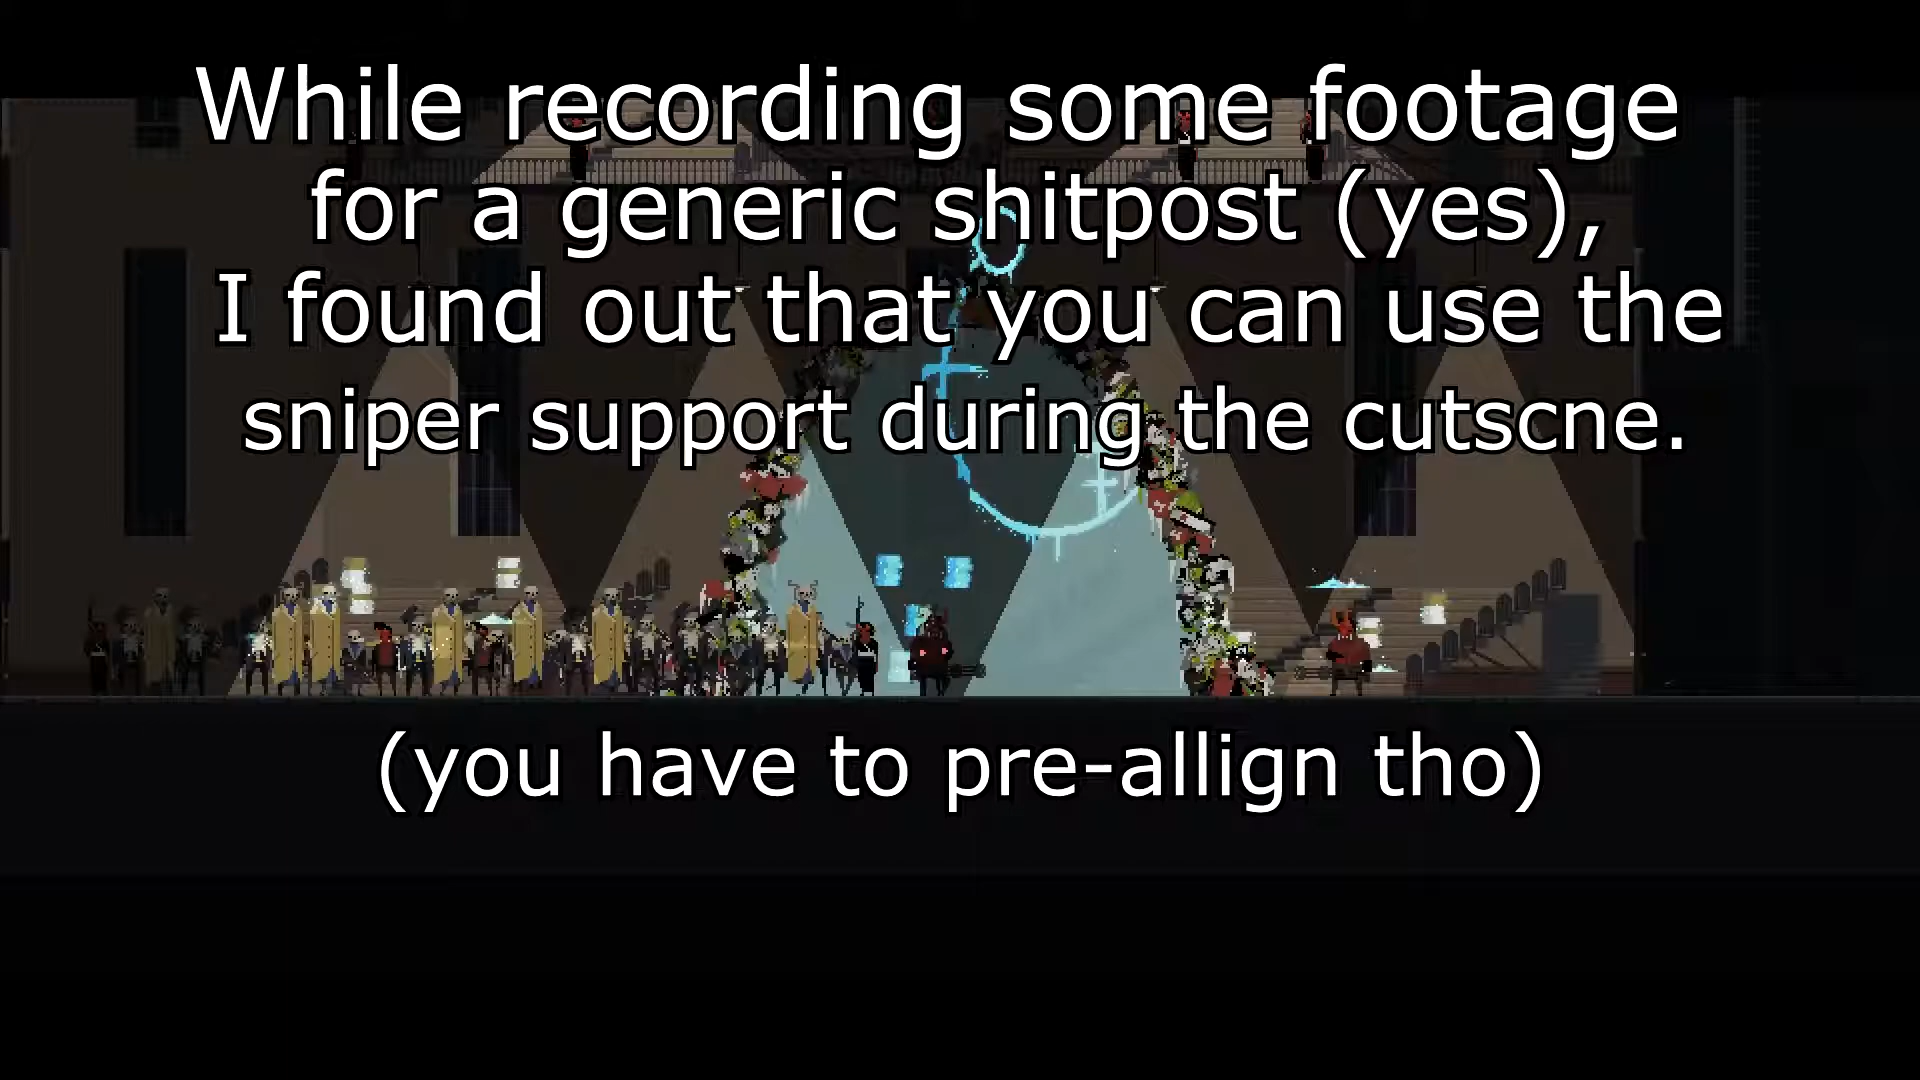 While recording some footage
for a generic shitpost (yes),
I found out that you can use the
sniper support during the cutscne.
(you have to pre-allign tho)